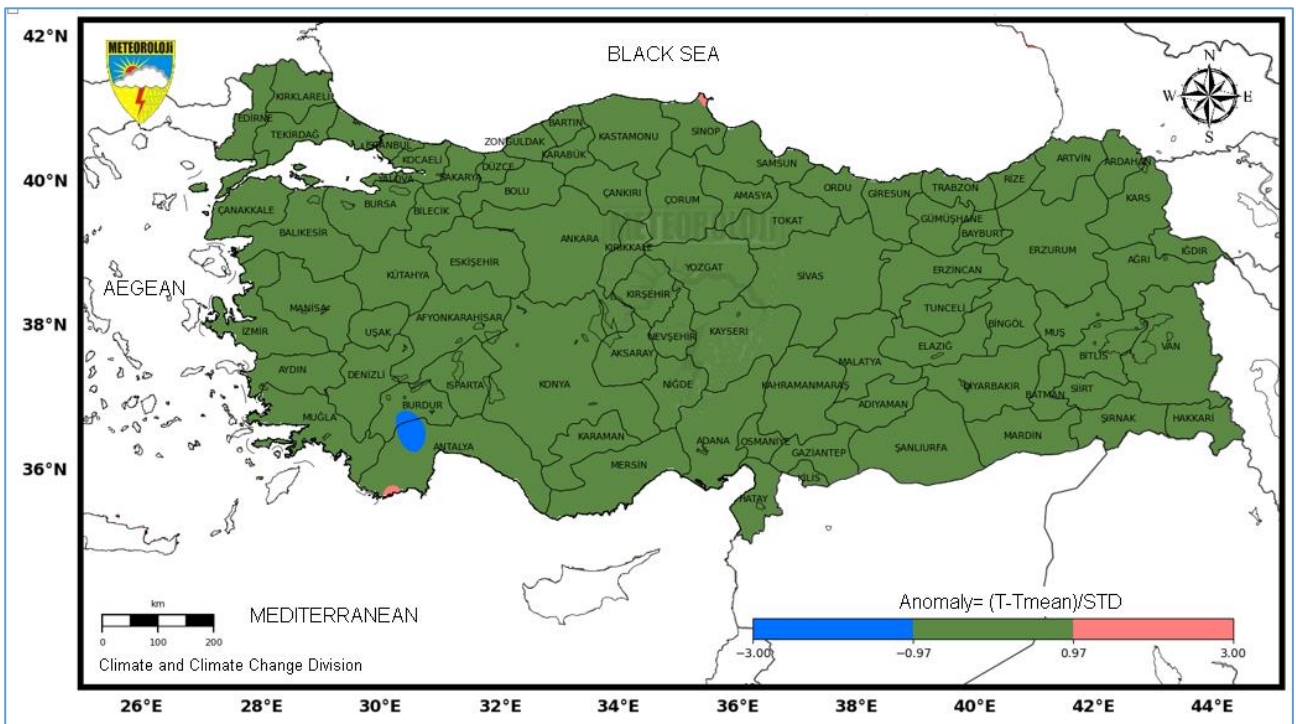 42°N
METEOROLOJİ
BLACK SEA
N
W E
S
KIRKLARELİ
EDİRNE
TEKİRDAĞ
İSTANBUL
KOCAELİ
YALOVA
SAKARYA
DÜZCE
ZONGULDAK
BARTIN
KARABÜK
KASTAMONU
SİNOP
SAMSUN
ARTVİN
ARDAHAN
40°N
ÇANAKKALE
BURSA
BİLECİK
BOLU
ÇANKIRI
ÇORUM
AMASYA
ORDU
GİRESUN
TRABZON
RİZE
KARS
TOKAT
GÜMÜŞHANE
BAYBURT
METEOROLOJİ
BALIKESİR
ESKİŞEHİR
ANKARA
KIRIKKALE
ERZURUM
AĞRI
IĞDIR
KÜTAHYA
YOZGAT
SİVAS
ERZİNCAN
AEGEAN
MANİSA
AFYONKARAHİSAR
KIRŞEHİR
TUNCELİ
38°N
İZMİR
UŞAK
NEVŞEHİR
KAYSERİ
BİNGÖL
MUŞ
AKSARAY
ELAZIĞ
BİTLİS
VAN
AYDIN
DENİZLİ
ISPARTA
KONYA
NİĞDE
MALATYA
KAHRAMANMARAŞ
DİYARBAKIR
BATMAN
SİİRT
MUĞLA
BURDUR
ADIYAMAN
ŞIRNAK
HAKKARİ
ANTALYA
KARAMAN
ADANA
OSMANİYE
GAZİANTEP
ŞANLIURFA
MARDİN
36°N
MERSİN
KİLİS
HATAY
km
0 100 200
MEDITERRANEAN
Climate and Climate Change Division
Anomaly= (T-Tmean)/STD
−3.00 −0.97 0.97 3.00
26°E 28°E 30°E 32°E 34°E 36°E 38°E 40°E 42°E 44°E